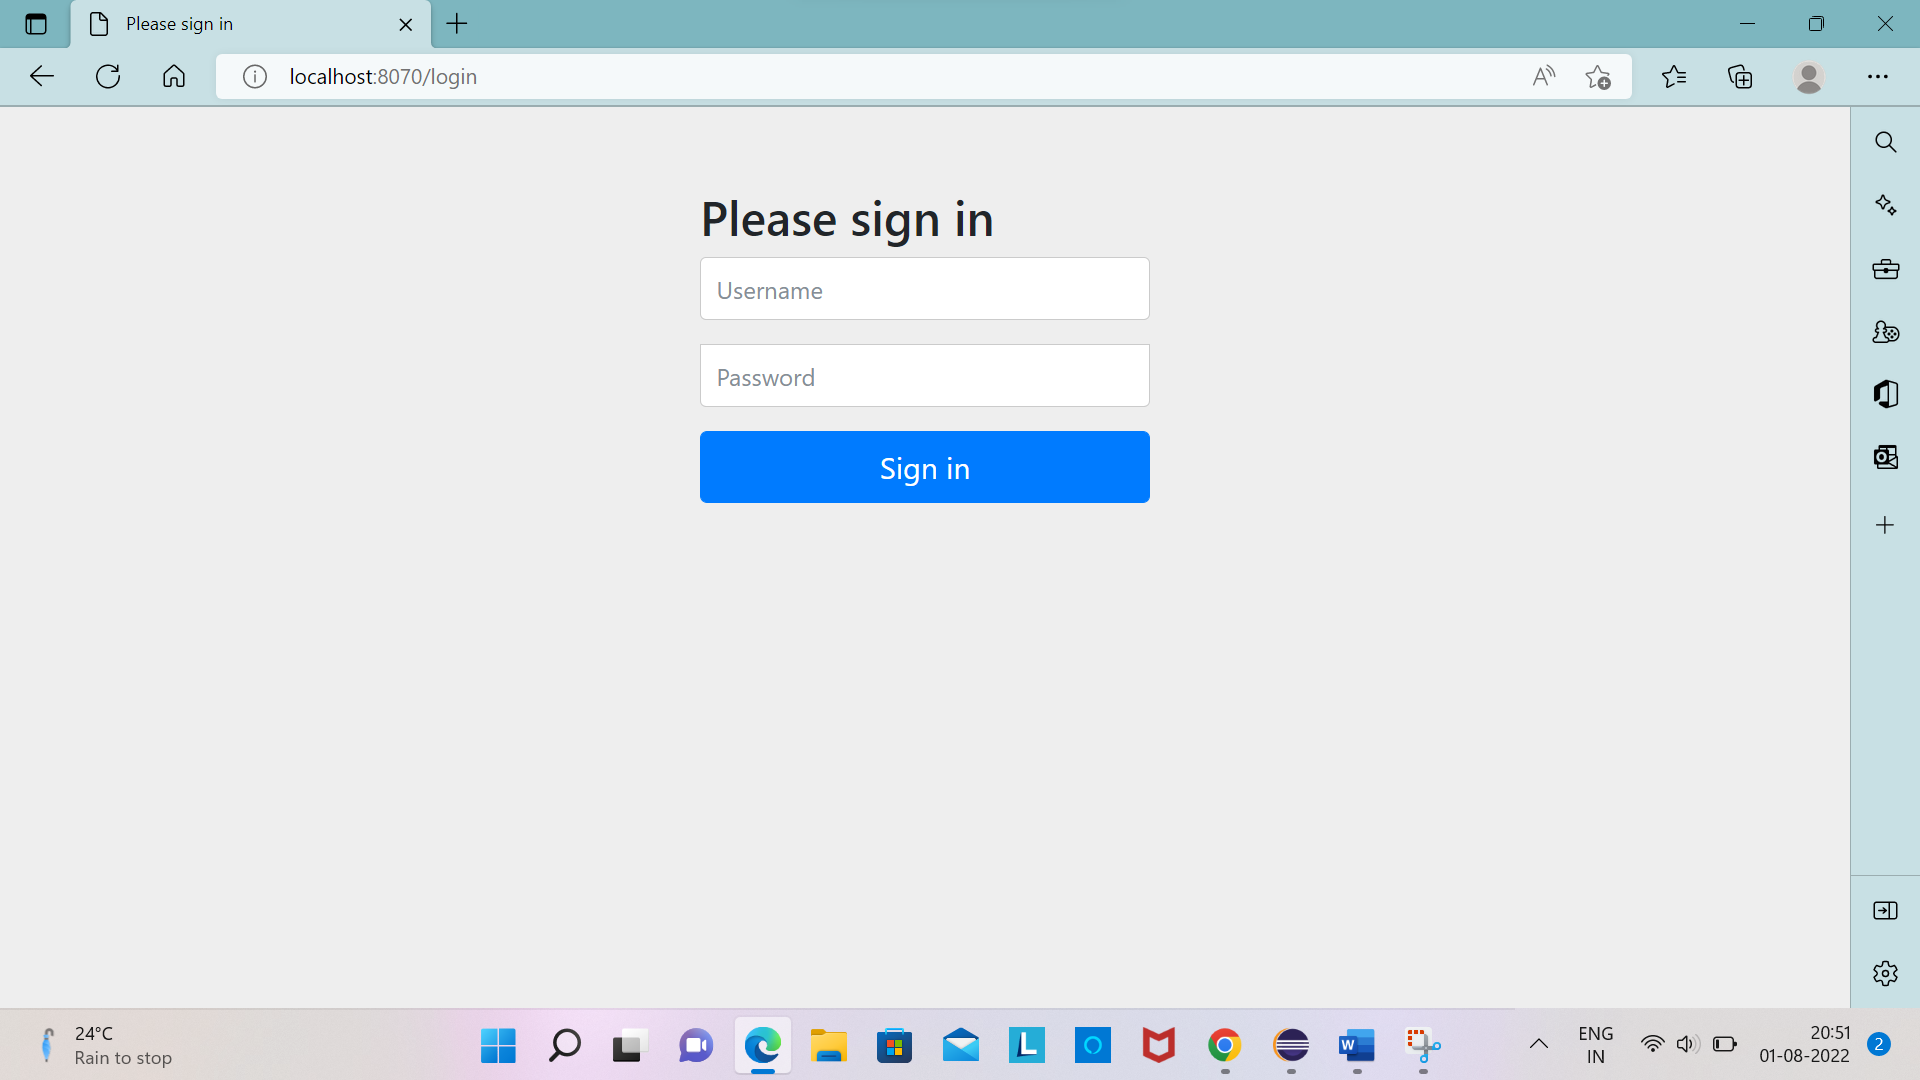 Please sign in
localhost:8070/login
Please sign in
Username
Password
Sign in
24°C
Rain to stop
ENG
IN
20:51
01-08-2022
2